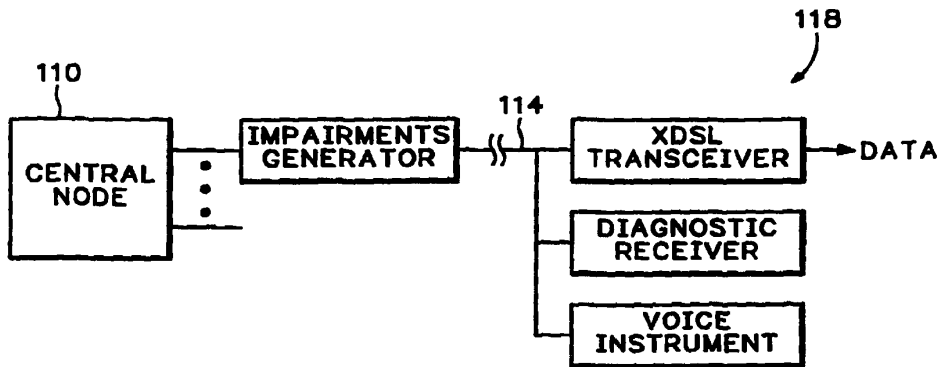 118
110
114
CENTRAL
NODE
IMPAIRMENTS
GENERATOR
XDSL
TRANSCEIVER
DATA
DIAGNOSTIC
RECEIVER
VOICE
INSTRUMENT